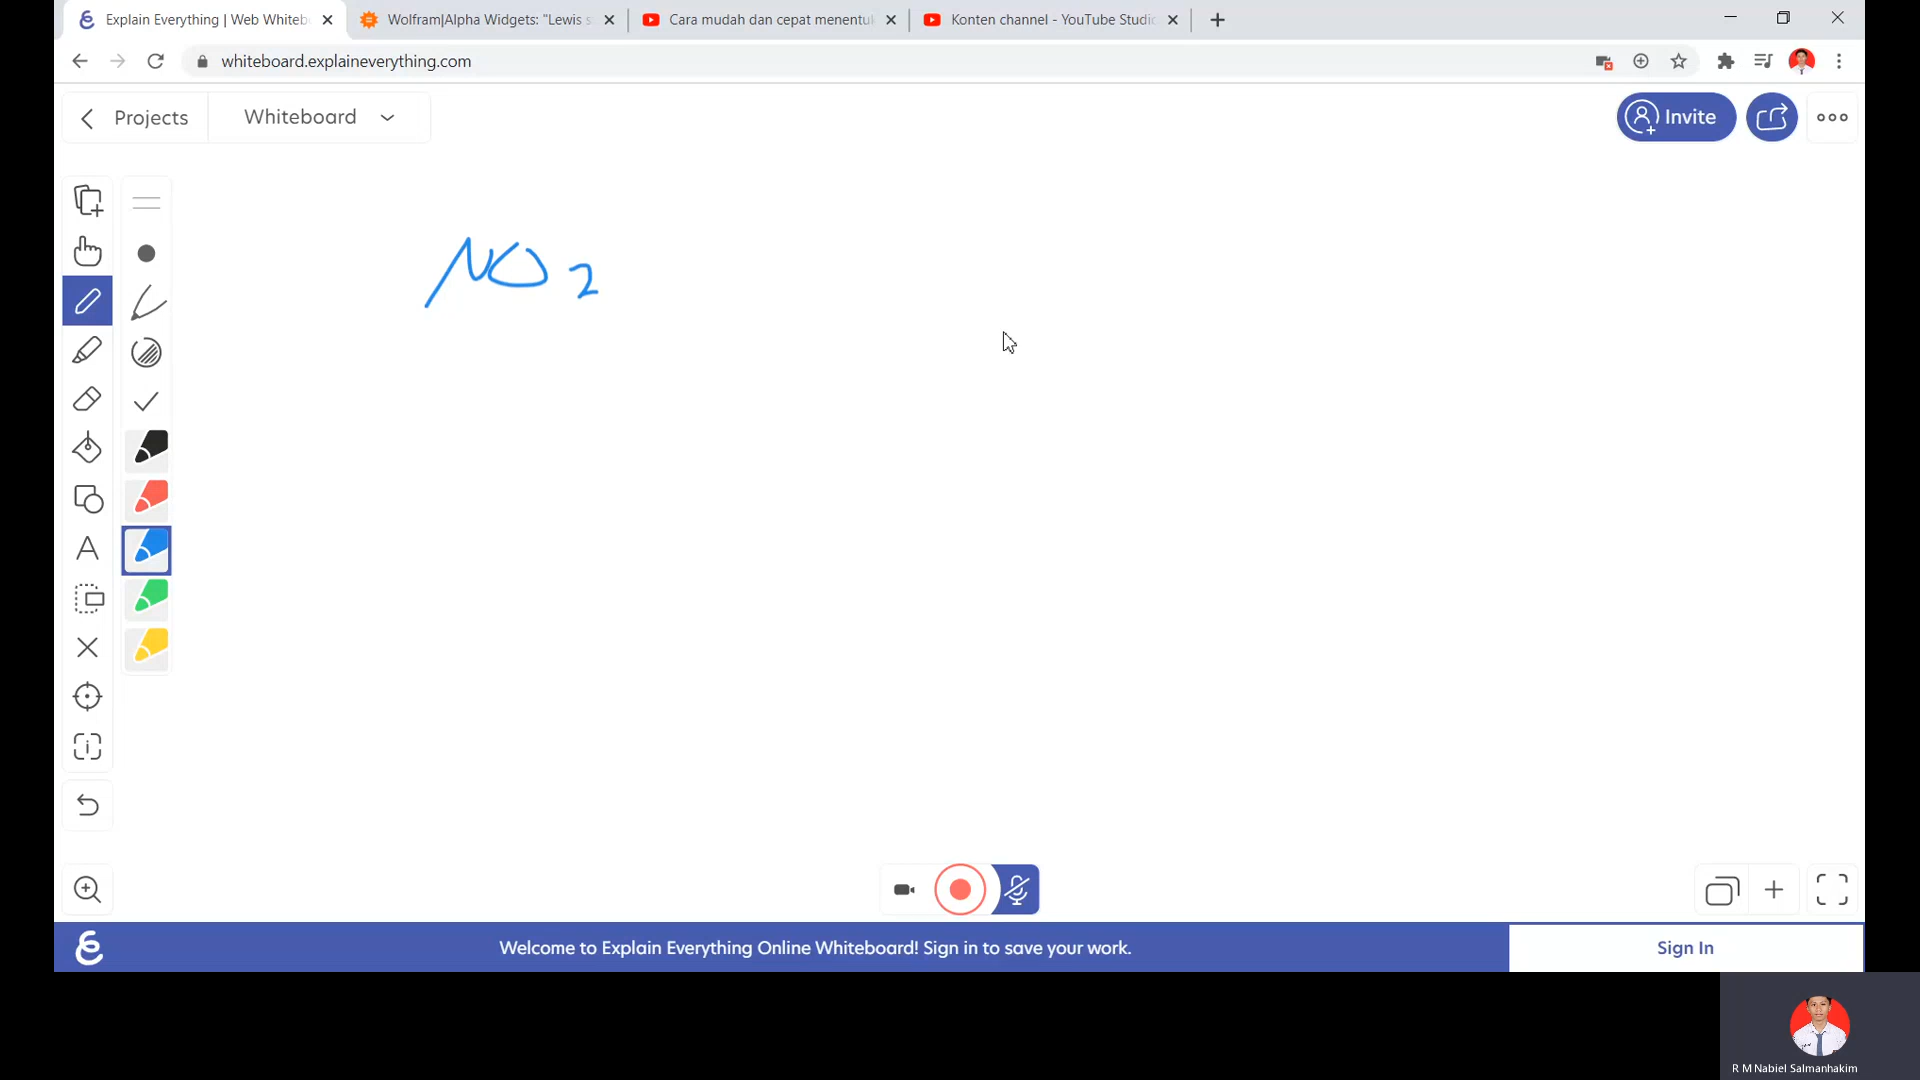 Explain Everything | Web Whiteb
Wolfram|Alpha Widgets: "Lewis s
Cara mudah dan cepat menentu
Konten channel - YouTube Studio
whiteboard.explaineverything.com
Projects
Whiteboard
Invite
NO2
A
Welcome to Explain Everything Online Whiteboard! Sign in to save your work.
Sign In
R M Nabiel Salmanhakim